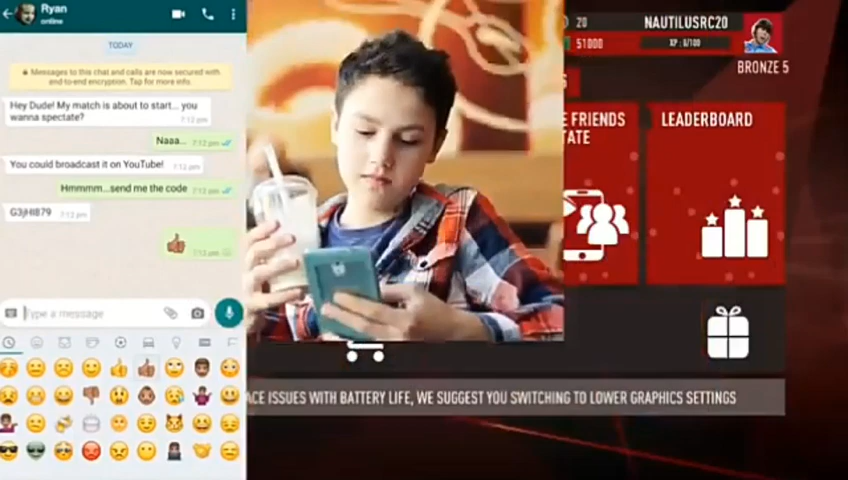 Ryan
online
TODAY
Messages to this chat and calls are now secured with
end-to-end encryption. Tap for more info.
Hey Dude! My match is about to start... you
wanna spectate?
7:12 pm
Naaa...
7:12 pm
You could broadcast it on YouTube!
7:12 pm
Hmmmm...send me the code
7:12 pm
G3jHI879
7:12 pm
7:12 pm
Type a message
20
NAUTILUSRC20
51000
XP : 0/100
BRONZE 5
E FRIENDS
TATE
LEADERBOARD
ACE ISSUES WITH BATTERY LIFE, WE SUGGEST YOU SWITCHING TO LOWER GRAPHICS SETTINGS